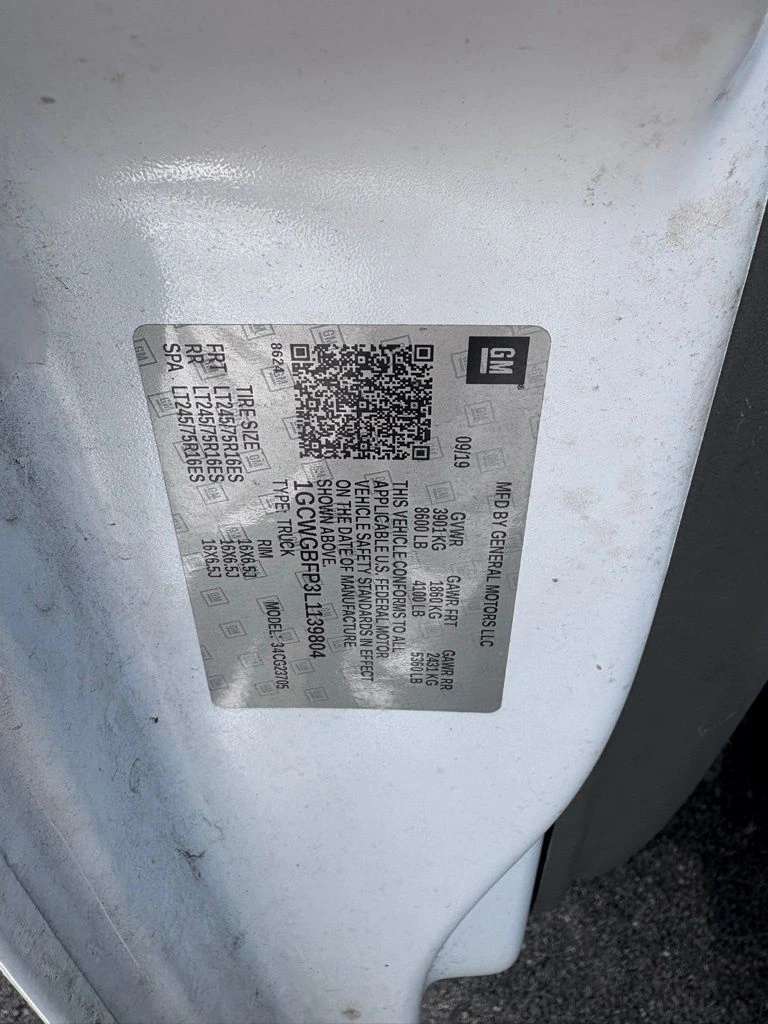 GM
MFD BY GENERAL MOTORS LLC
09/19
GVWR GAWR FRT GAWR RR
3901 KG 1860 KG 2431 KG
8600 LB 4100 LB 5360 LB
THIS VEHICLE CONFORMS TO ALL
APPLICABLE U.S. FEDERAL MOTOR
VEHICLE SAFETY STANDARDS IN EFFECT
ON THE DATE OF MANUFACTURE
SHOWN ABOVE.
1GCWGBFP3L1139804
8624
TYPE: TRUCK MODEL: 34CG23705
TIRE SIZE RIM
FRT LT245/75R16ES 16X6.5J
RR LT245/75R16ES 16X6.5J
SPA LT245/75R16ES 16X6.5J